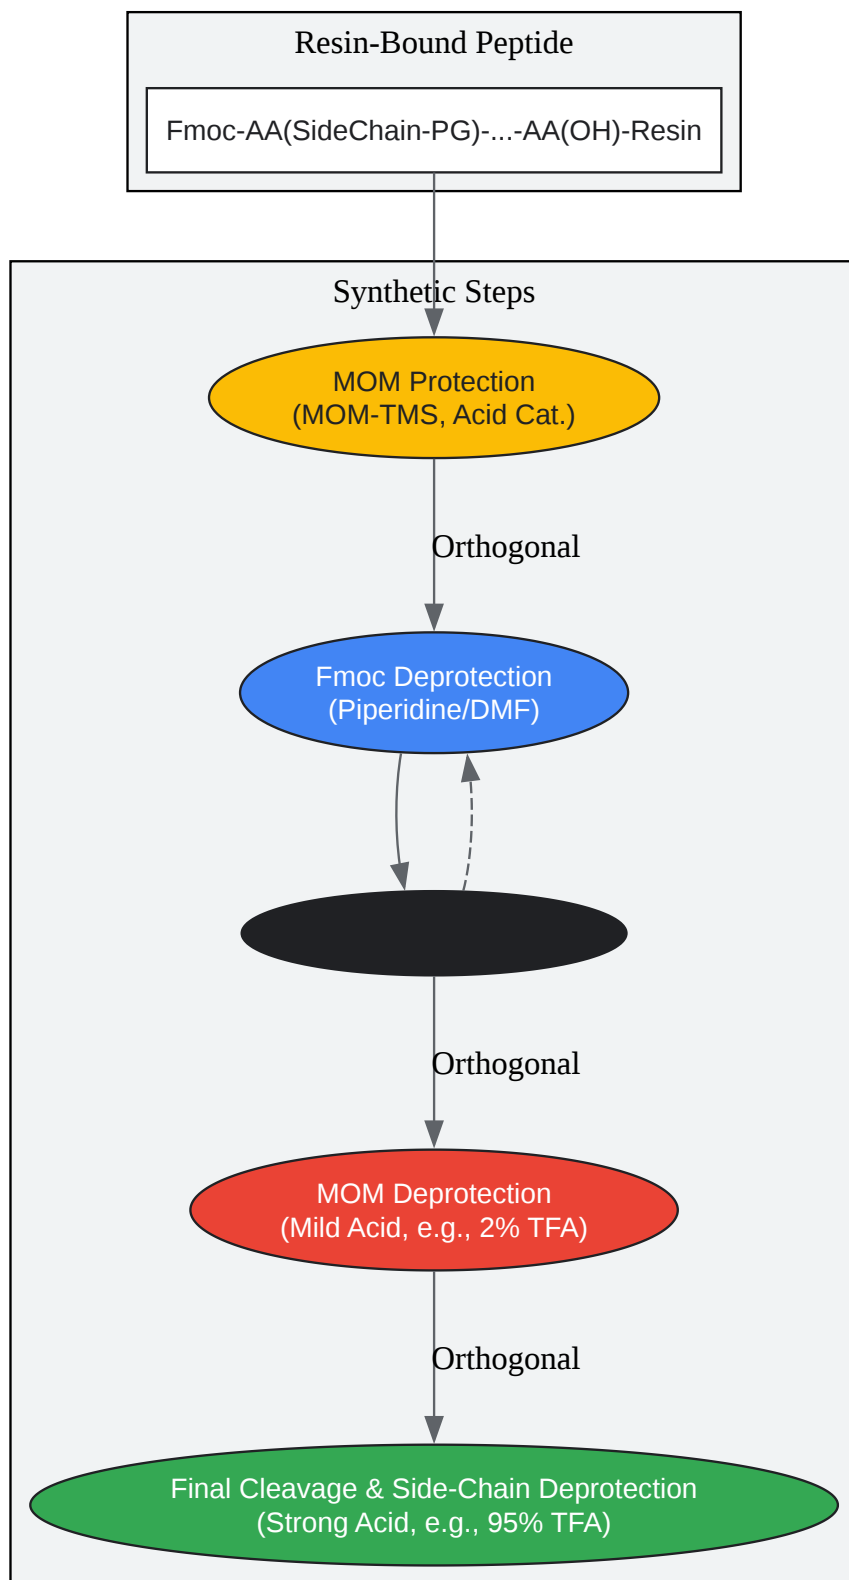 Resin-Bound Peptide
Fmoc-AA(SideChain-PG)-...-AA(OH)-Resin
Synthetic Steps
MOM Protection
(MOM-TMS, Acid Cat.)
Orthogonal
Fmoc Deprotection
(Piperidine/DMF)
Orthogonal
MOM Deprotection
(Mild Acid, e.g., 2% TFA)
Orthogonal
Final Cleavage & Side-Chain Deprotection
(Strong Acid, e.g., 95% TFA)